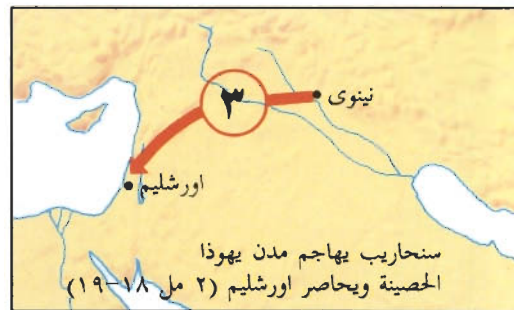 نينوى
٣
اورشليم
سنحاريب يهاجم مدن يهوذا
الحصينة ويحاصر اورشليم (٢ مل ١٨-١٩)